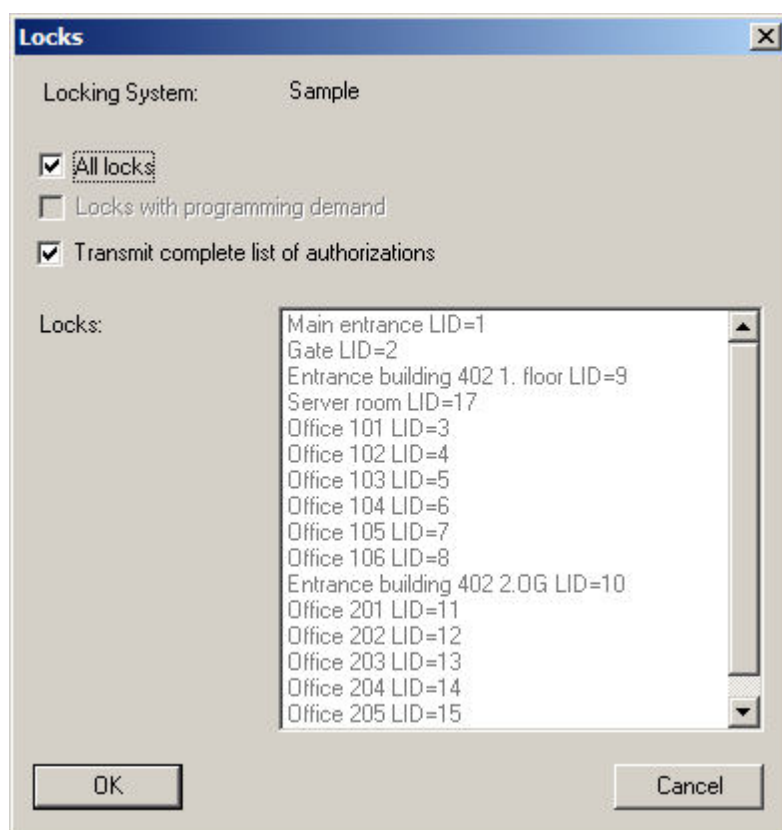 Locks
Locking System: Sample
All locks
Locks with programming demand
Transmit complete list of authorizations
Locks:
Main entrance LID=1
Gate LID=2
Entrance building 402 1. floor LID=9
Server room LID=17
Office 101 LID=3
Office 102 LID=4
Office 103 LID=5
Office 104 LID=6
Office 105 LID=7
Office 106 LID=8
Entrance building 402 2.OG LID=10
Office 201 LID=11
Office 202 LID=12
Office 203 LID=13
Office 204 LID=14
Office 205 LID=15
OK Cancel